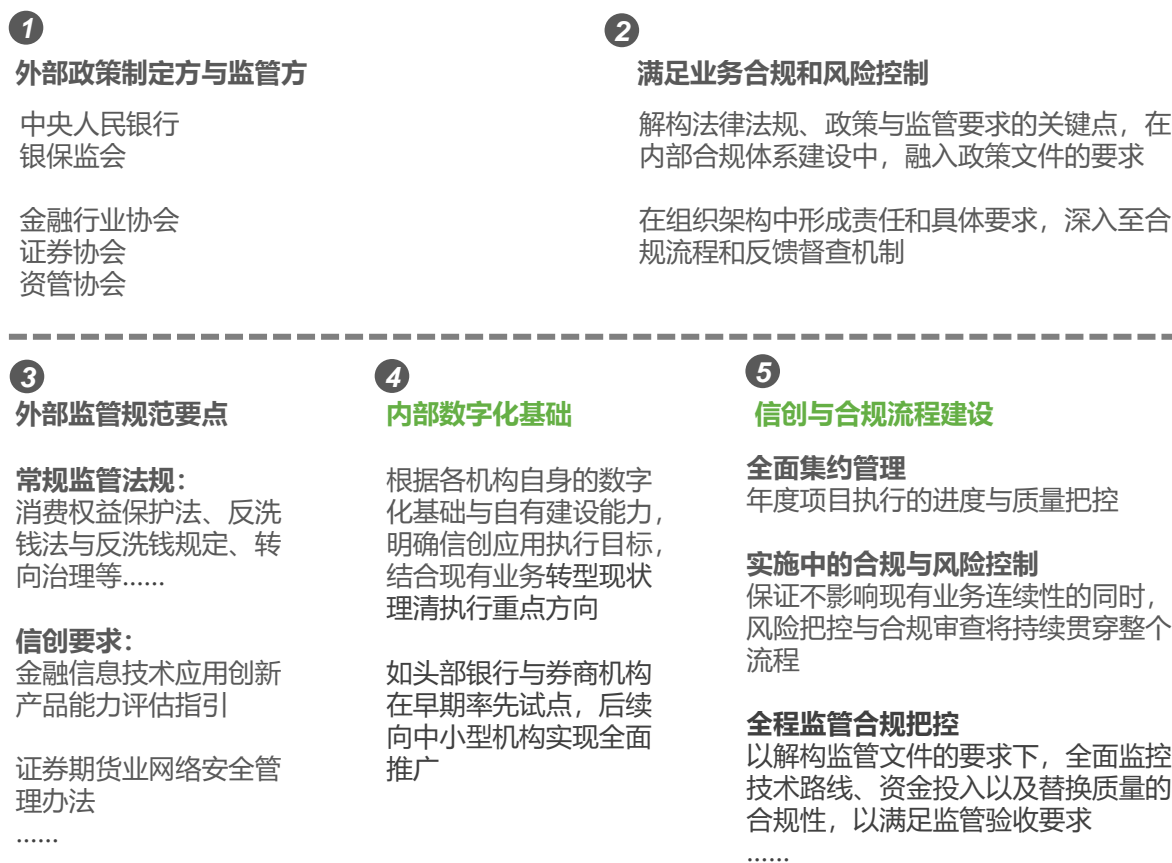 1
外部政策制定方与监管方
中央人民银行
银保监会
金融行业协会
证券协会
资管协会
2
满足业务合规和风险控制
解构法律法规、政策与监管要求的关键点，在
内部合规体系建设中，融入政策文件的要求
在组织架构中形成责任和具体要求，深入至合
规流程和反馈督查机制
3
外部监管规范要点
常规监管法规：
消费权益保护法、反洗
钱法与反洗钱规定、转
向治理等......
信创要求：
金融信息技术应用创新
产品能力评估指引
证券期货业网络安全管
理办法
......
4
内部数字化基础
根据各机构自身的数字
化基础与自有建设能力，
明确信创应用执行目标，
结合现有业务转型现状
理清执行重点方向
如头部银行与券商机构
在早期率先试点，后续
向中小型机构实现全面
推广
5
信创与合规流程建设
全面集约管理
年度项目执行的进度与质量把控
实施中的合规与风险控制
保证不影响现有业务连续性的同时，
风险把控与合规审查将持续贯穿整个
流程
全程监管合规把控
以解构监管文件的要求下，全面监控
技术路线、资金投入以及替换质量的
合规性，以满足监管验收要求
......